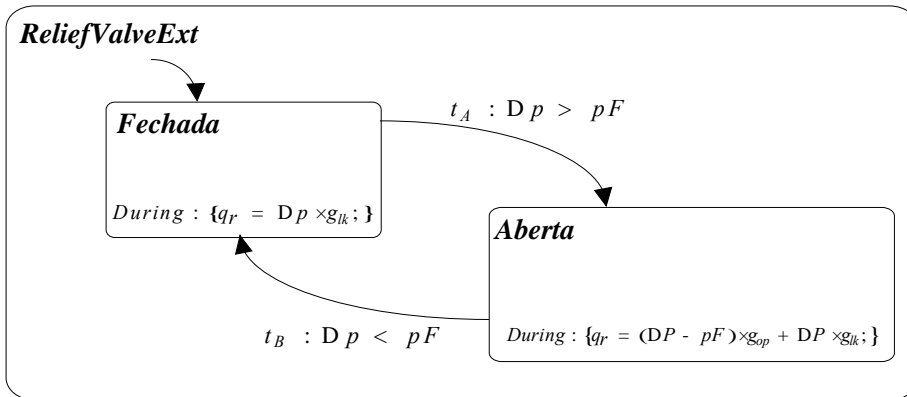 ReliefValveExt
t_A : D p > pF
Fechada
During : {q_r = D p ×g_lk; }
Aberta
t_B : D p < pF
During : {q_r = (DP - pF)×g_op + DP ×g_lk; }